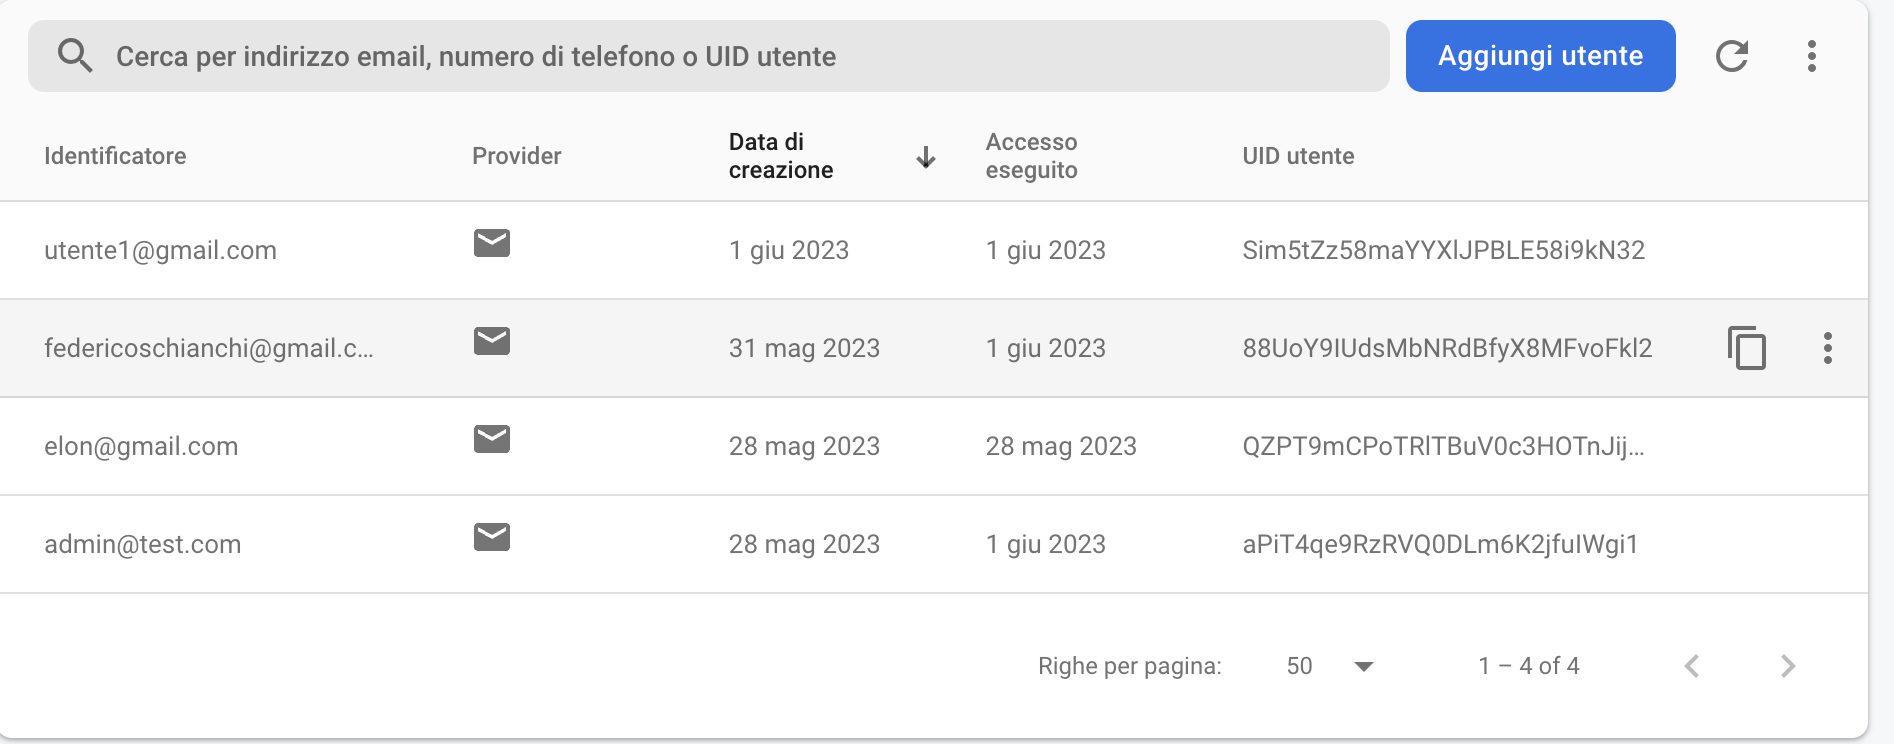 Cerca per indirizzo email, numero di telefono o UID utente
Aggiungi utente
Identificatore Provider Data di creazione Accesso eseguito UID utente
utente1@gmail.com 1 giu 2023 1 giu 2023 Sim5tZz58maYYXlJPBLE58i9kN32
federicoschianchi@gmail.c... 31 mag 2023 1 giu 2023 88UoY9IUdsMbNRdBfyX8MFvoFkl2
elon@gmail.com 28 mag 2023 28 mag 2023 QZPT9mCPoTRlTBuV0c3HOTnJij...
admin@test.com 28 mag 2023 1 giu 2023 aPiT4qe9RzRVQ0DLm6K2jfuIWgi1
Righe per pagina: 50 1 – 4 of 4